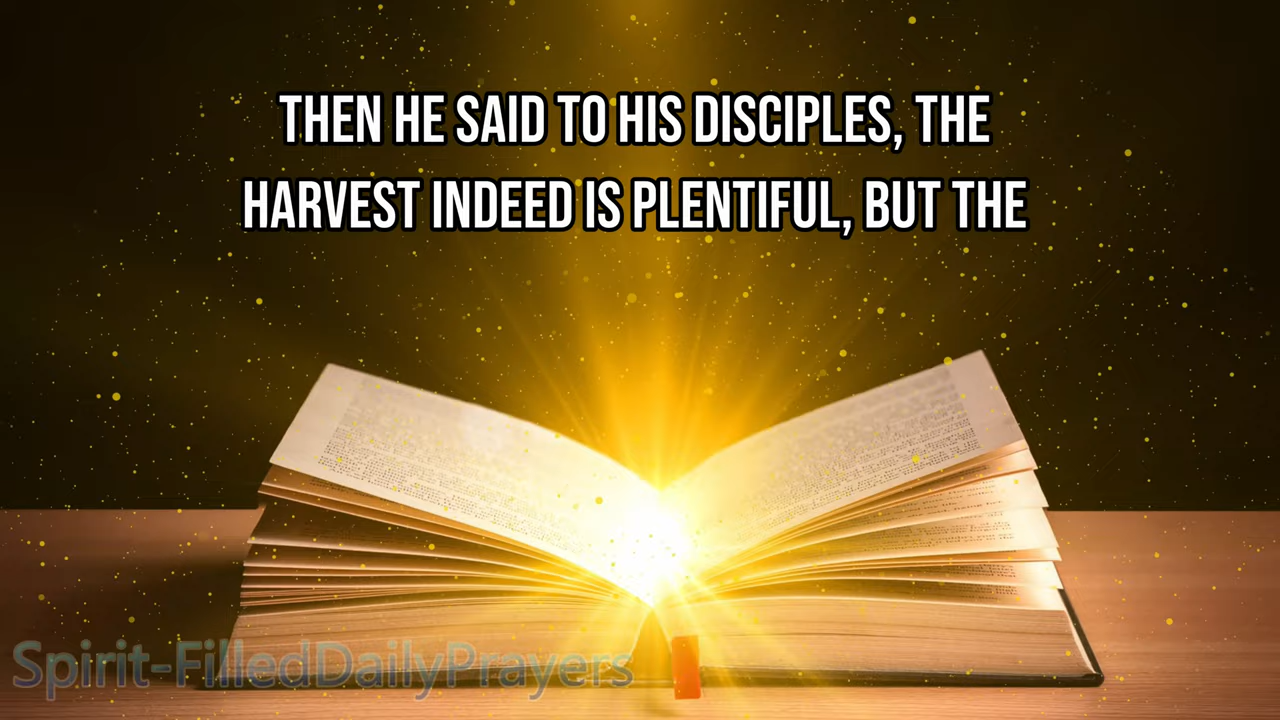 THEN HE SAID TO HIS DISCIPLES, THE
HARVEST INDEED IS PLENTIFUL, BUT THE
Spirit-FilledDailyPrayers